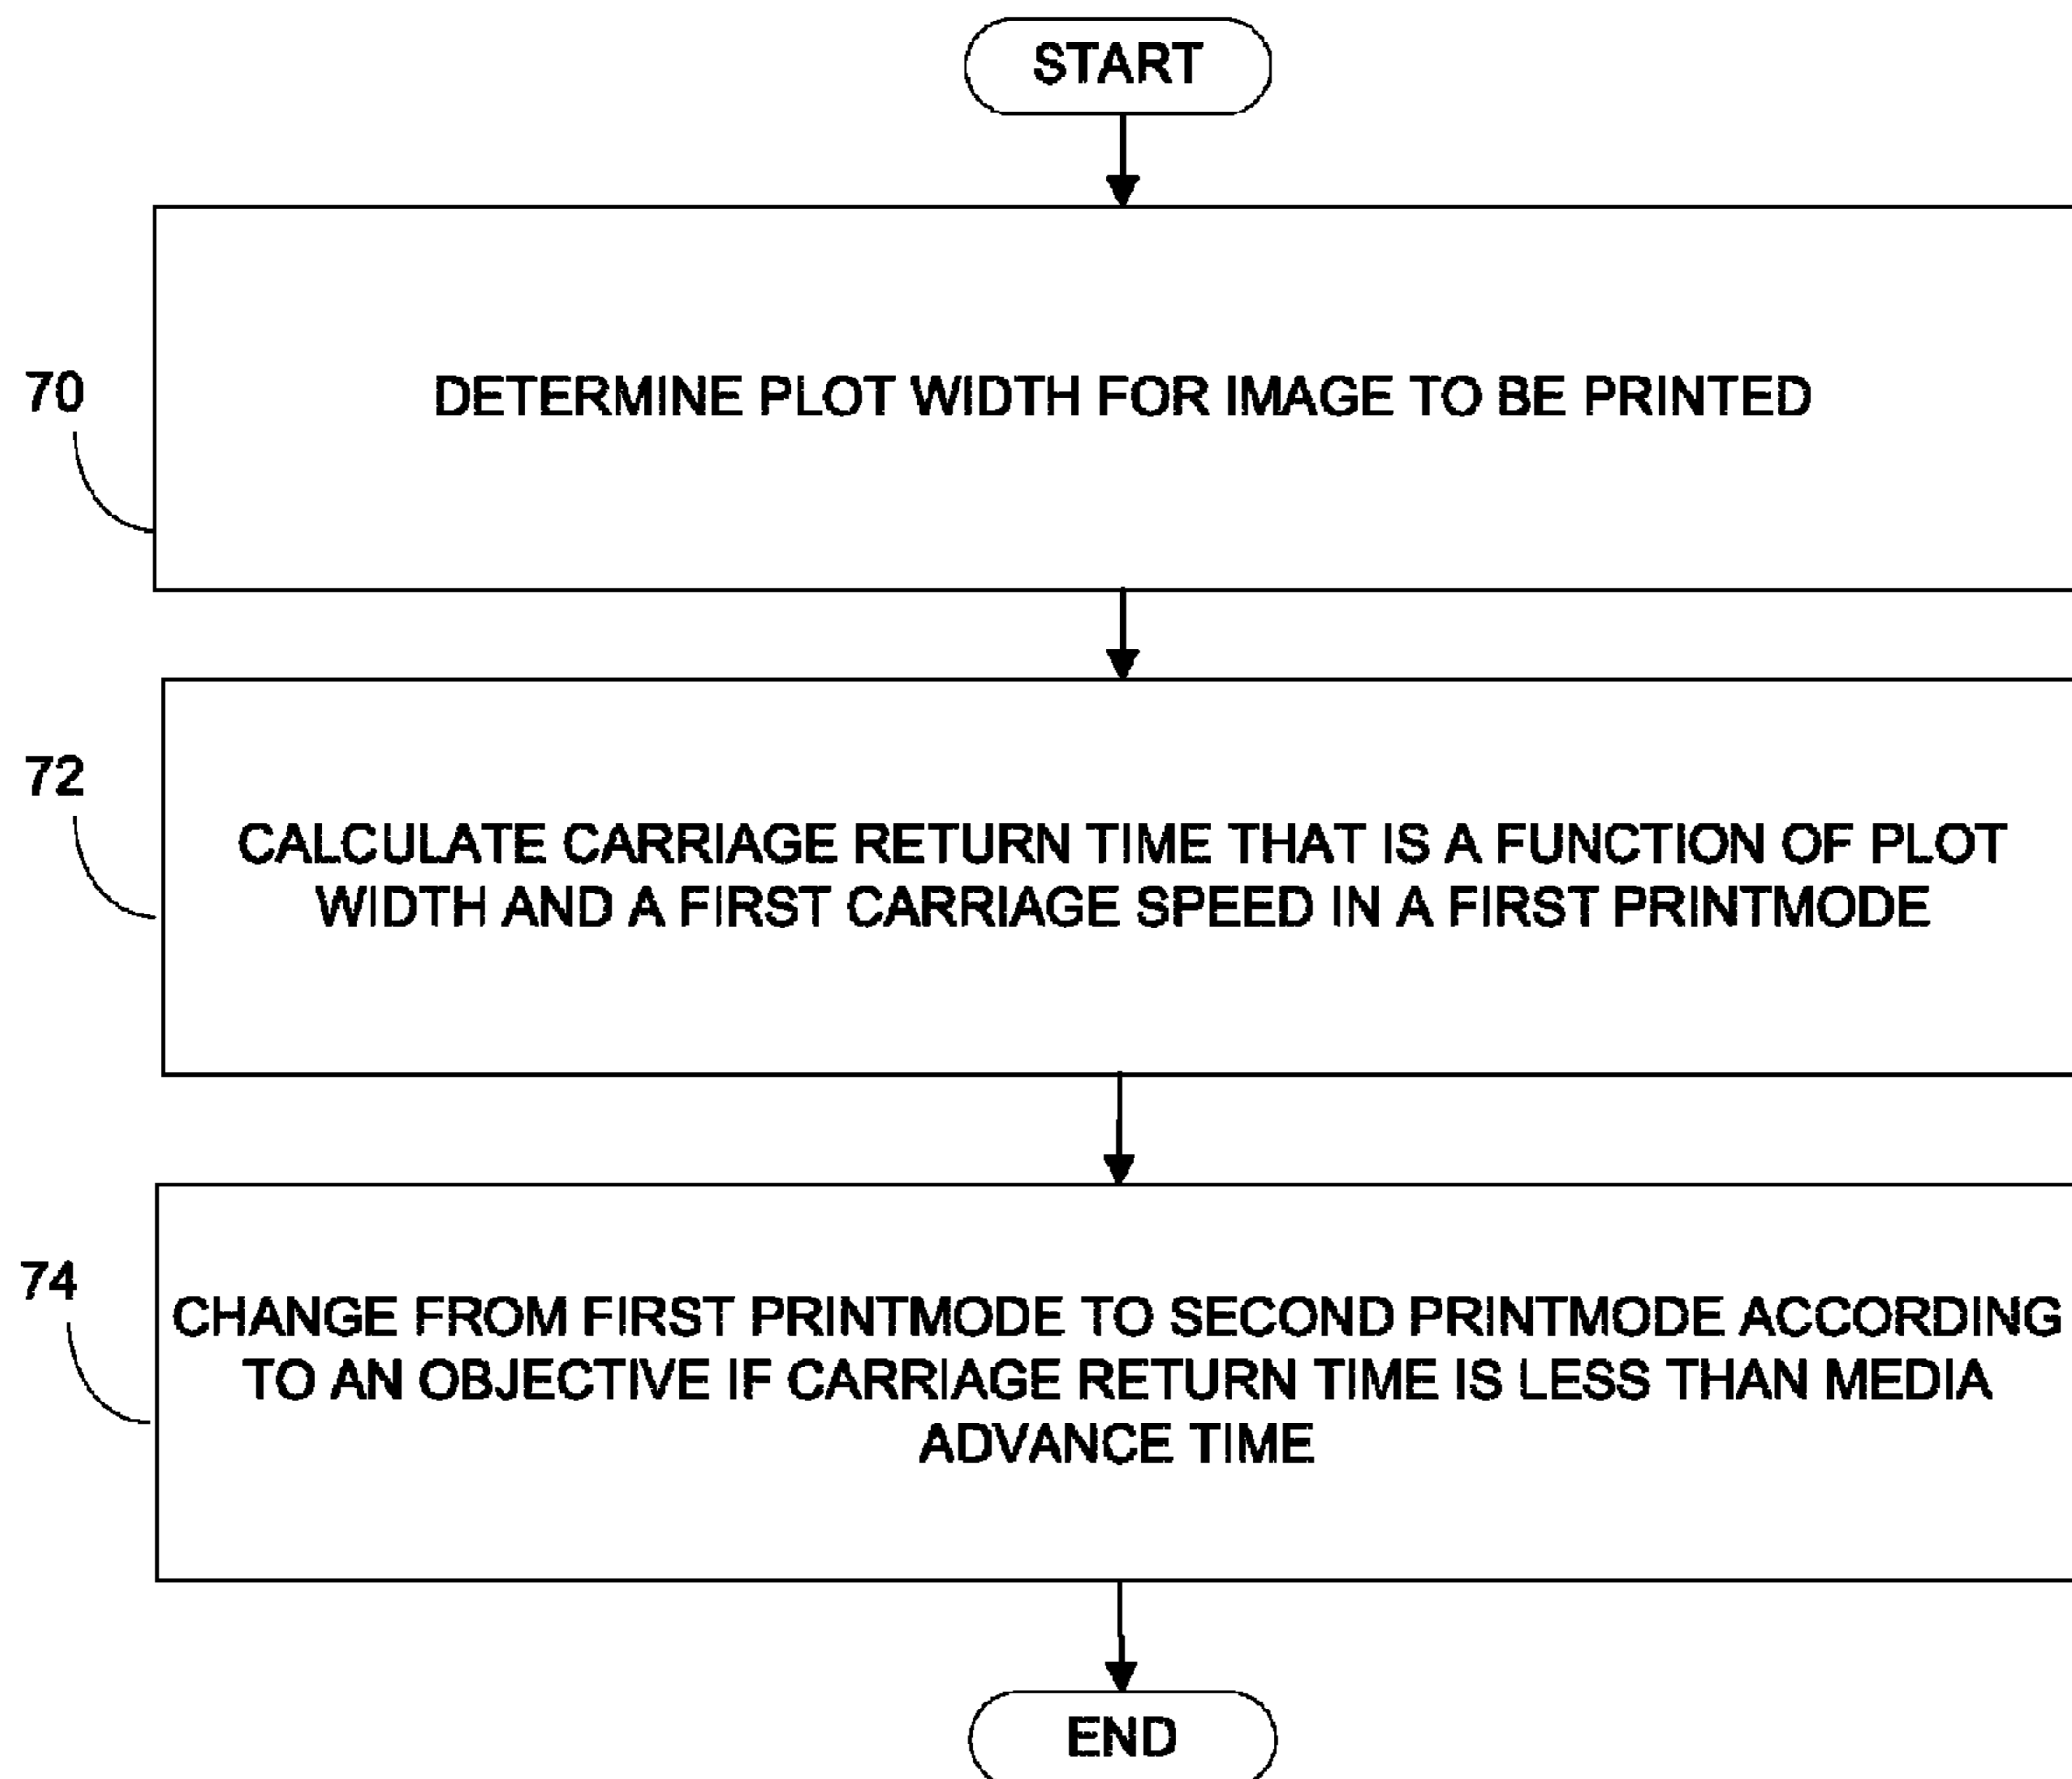 START
70
DETERMINE PLOT WIDTH FOR IMAGE TO BE PRINTED
72
CALCULATE CARRIAGE RETURN TIME THAT IS A FUNCTION OF PLOT
WIDTH AND A FIRST CARRIAGE SPEED IN A FIRST PRINTMODE
74
CHANGE FROM FIRST PRINTMODE TO SECOND PRINTMODE ACCORDING
TO AN OBJECTIVE IF CARRIAGE RETURN TIME IS LESS THAN MEDIA
ADVANCE TIME
END